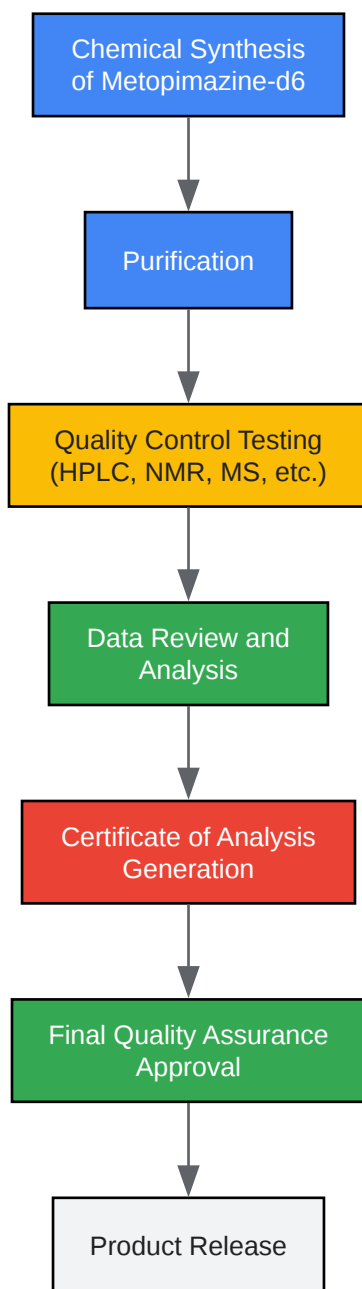 Chemical Synthesis
of Metopimazine-d6
Purification
Quality Control Testing
(HPLC, NMR, MS, etc.)
Data Review and
Analysis
Certificate of Analysis
Generation
Final Quality Assurance
Approval
Product Release